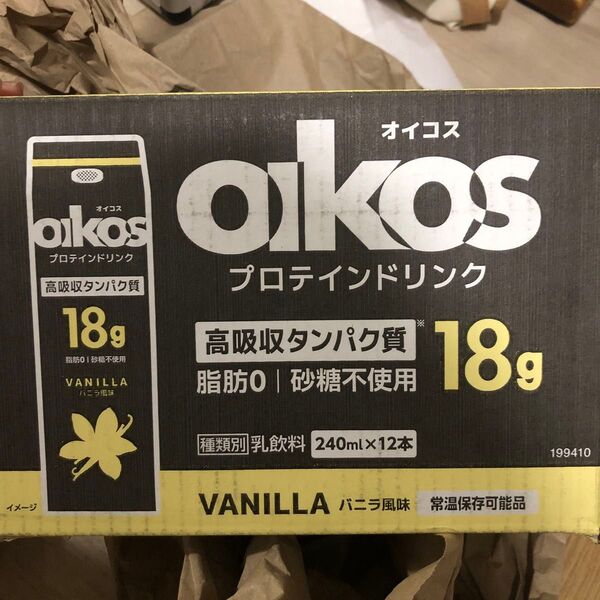 オイコス
oikos
プロテインドリンク
高吸収タンパク質※
18g
脂肪0｜砂糖不使用
種類別 乳飲料 240ml×12本
199410
VANILLA バニラ風味 常温保存可能品
オイコス
oikos
プロテインドリンク
高吸収タンパク質
18g
脂肪0｜砂糖不使用
VANILLA
バニラ風味
イメージ